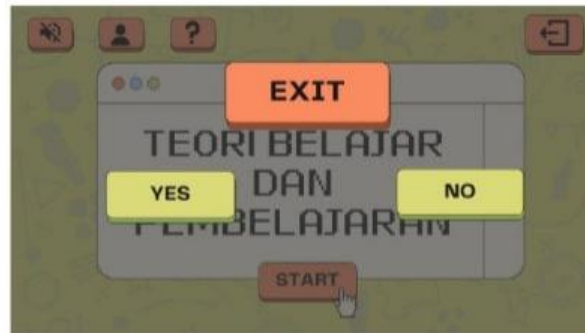 ?
EXIT
TEORI BELAJAR
YES
DAN
NO
PEMBELAJARAN
START